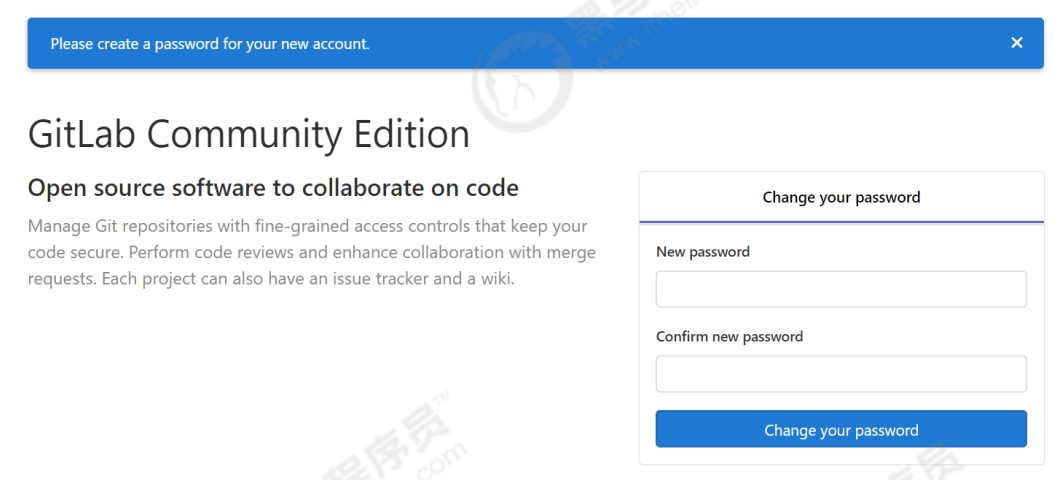 Please create a password for your new account.
GitLab Community Edition
Open source software to collaborate on code
Manage Git repositories with fine-grained access controls that keep your
code secure. Perform code reviews and enhance collaboration with merge
requests. Each project can also have an issue tracker and a wiki.
Change your password
New password
Confirm new password
Change your password